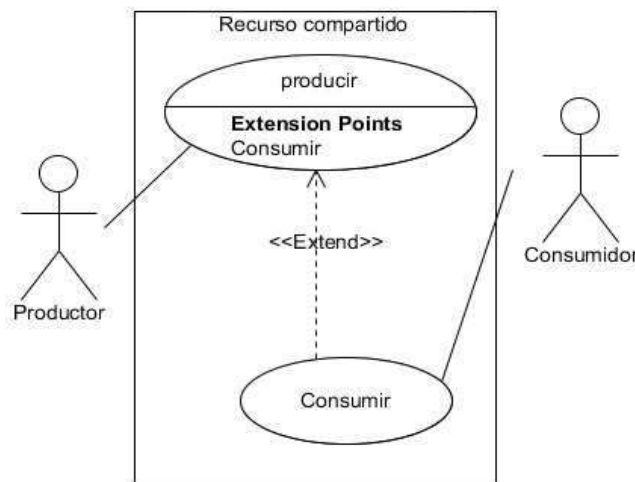 Recurso compartido
producir
Extension Points
Consumir
<<Extend>>
Productor
Consumidor
Consumir